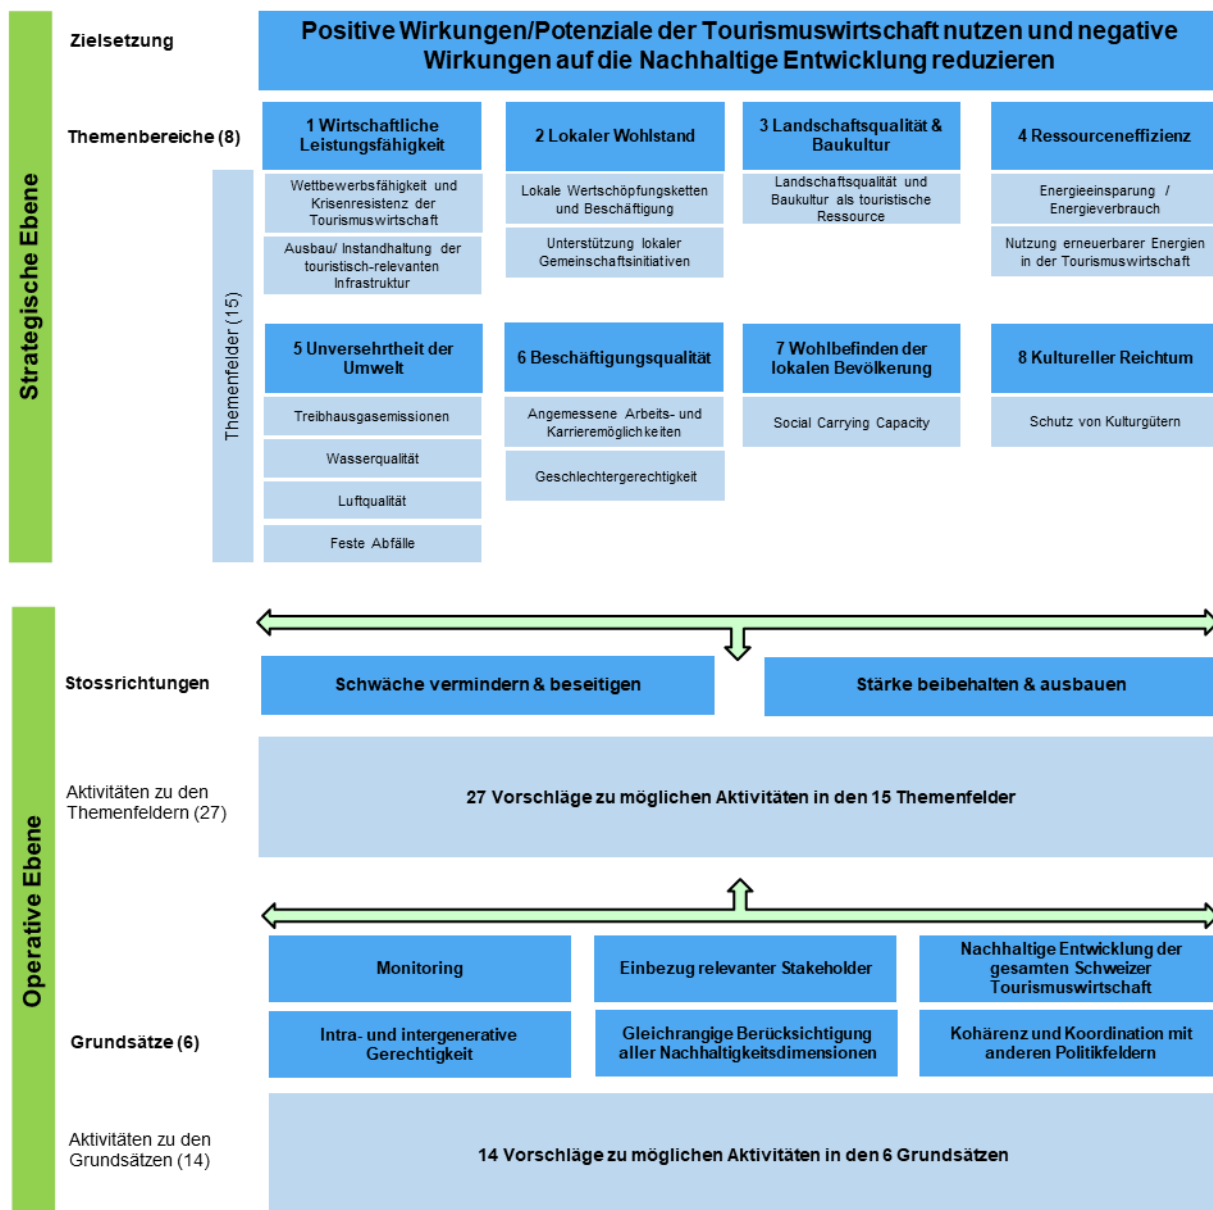 Strategische Ebene
Zielsetzung
Positive Wirkungen/Potenziale der Tourismuswirtschaft nutzen und negative
Wirkungen auf die Nachhaltige Entwicklung reduzieren
Themenbereiche (8)
Themenfelder (15)
1 Wirtschaftliche
Leistungsfähigkeit
Wettbewerbsfähigkeit und
Krisenresistenz der
Tourismuswirtschaft
Ausbau/ Instandhaltung der
touristisch-relevanten
Infrastruktur
2 Lokaler Wohlstand
Lokale Wertschöpfungsketten
und Beschäftigung
Unterstützung lokaler
Gemeinschaftsinitiativen
3 Landschaftsqualität &
Baukultur
Landschaftsqualität und
Baukultur als touristische
Ressource
4 Ressourceneffizienz
Energieeinsparung /
Energieverbrauch
Nutzung erneuerbarer Energien
in der Tourismuswirtschaft
5 Unversehrtheit der
Umwelt
Treibhausgasemissionen
Wasserqualität
Luftqualität
Feste Abfälle
6 Beschäftigungsqualität
Angemessene Arbeits- und
Karrieremöglichkeiten
Geschlechtergerechtigkeit
7 Wohlbefinden der
lokalen Bevölkerung
Social Carrying Capacity
8 Kultureller Reichtum
Schutz von Kulturgütern
Operative Ebene
Stossrichtungen
Schwäche vermindern & beseitigen
Stärke beibehalten & ausbauen
Aktivitäten zu den
Themenfeldern (27)
27 Vorschläge zu möglichen Aktivitäten in den 15 Themenfelder
Grundsätze (6)
Monitoring
Einbezug relevanter Stakeholder
Nachhaltige Entwicklung der
gesamten Schweizer
Tourismuswirtschaft
Intra- und intergenerative
Gerechtigkeit
Gleichrangige Berücksichtigung
aller Nachhaltigkeitsdimensionen
Kohärenz und Koordination mit
anderen Politikfeldern
Aktivitäten zu den
Grundsätzen (14)
14 Vorschläge zu möglichen Aktivitäten in den 6 Grundsätzen